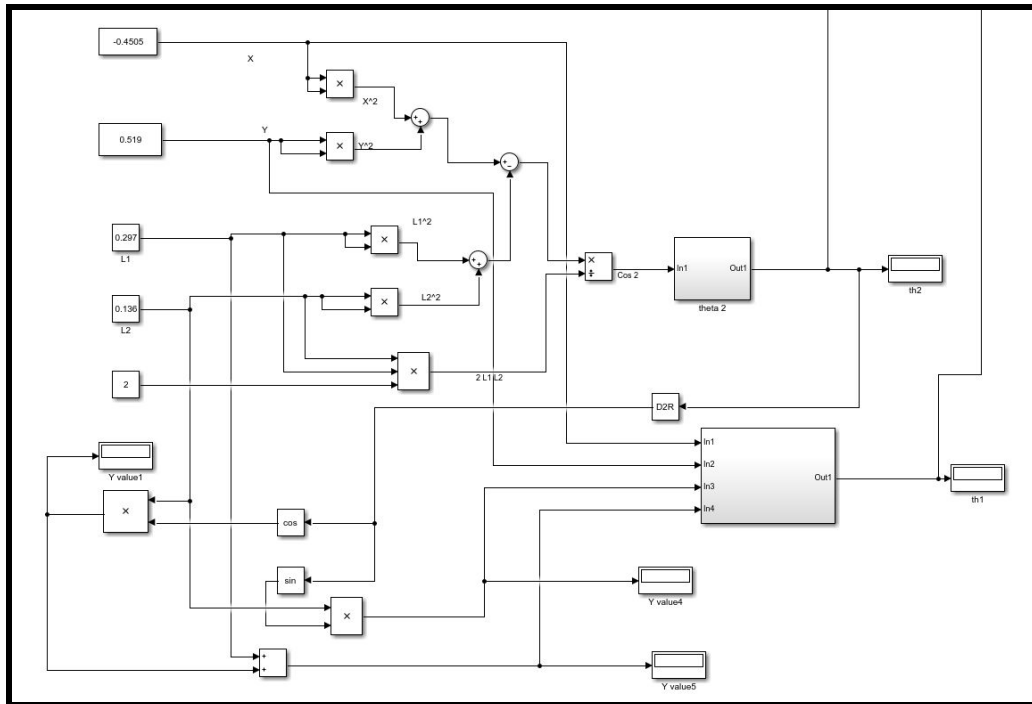 -0.4505
X
×
X^2
0.519
Y
×
Y^2
+
+
+
−
0.297
L1
L1^2
×
+
+
0.136
L2
L2^2
×
×
÷
Cos 2
In1
Out1
theta 2
th2
2
×
2 L1 L2
D2R
Y value1
×
cos
sin
×
In1
In2
In3
In4
Out1
th1
Y value4
+
+
Y value5